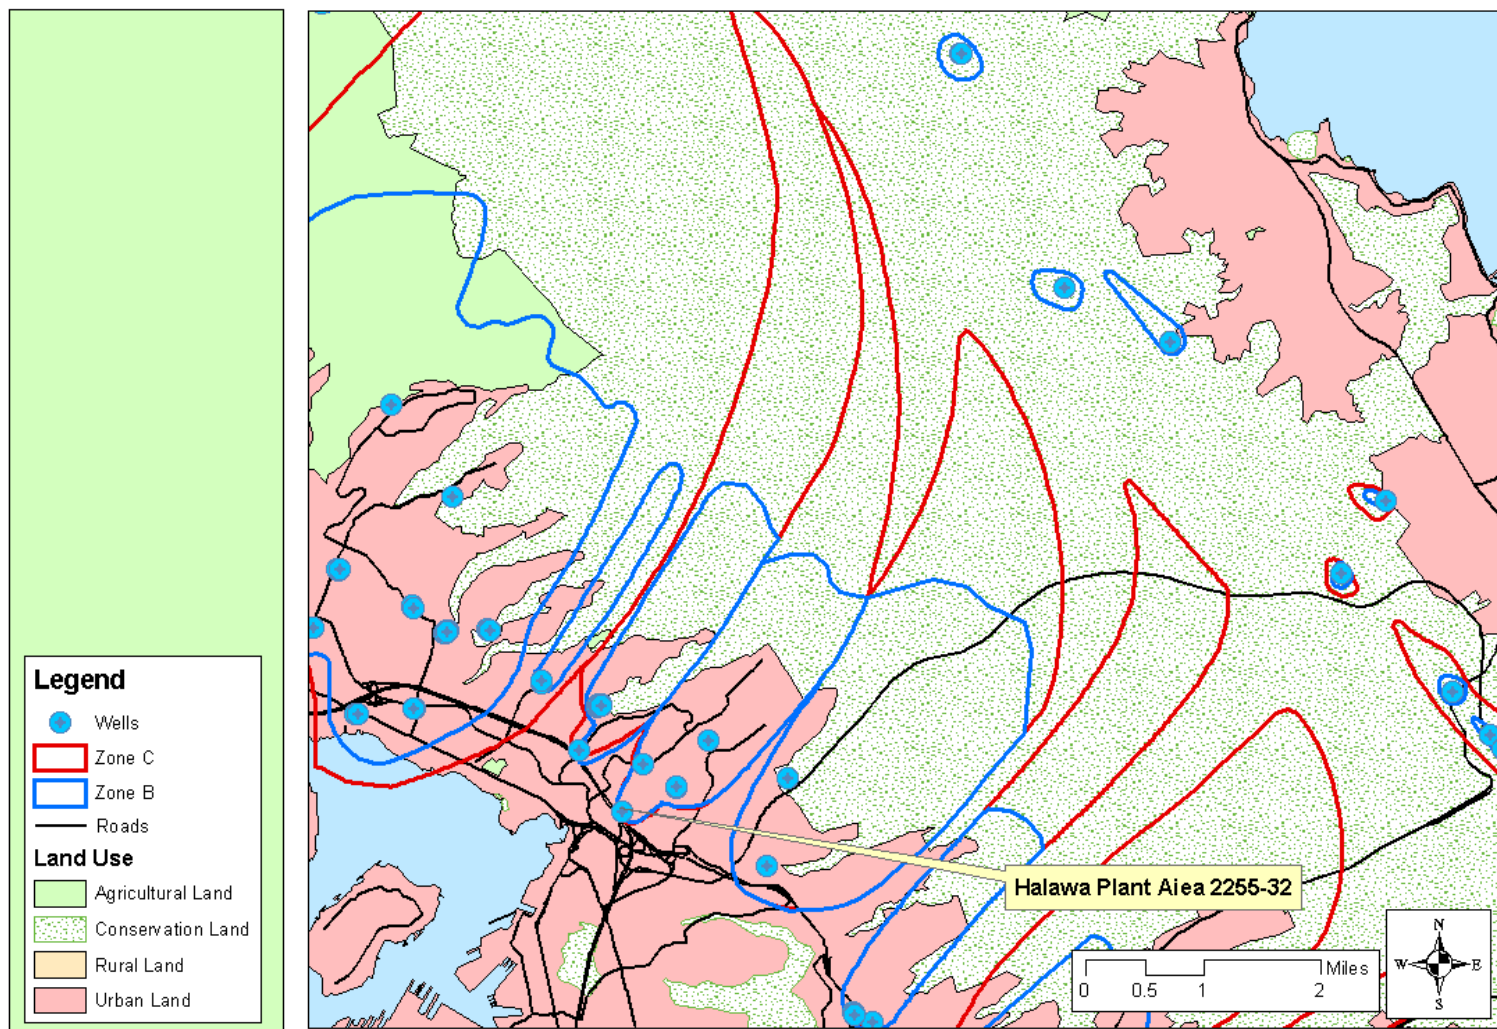 Legend
Wells
Zone C
Zone B
Roads
Land Use
Agricultural Land
Conservation Land
Rural Land
Urban Land
Halawa Plant Aiea 2255-32
N
W E
S
Miles
0 0.5 1 2